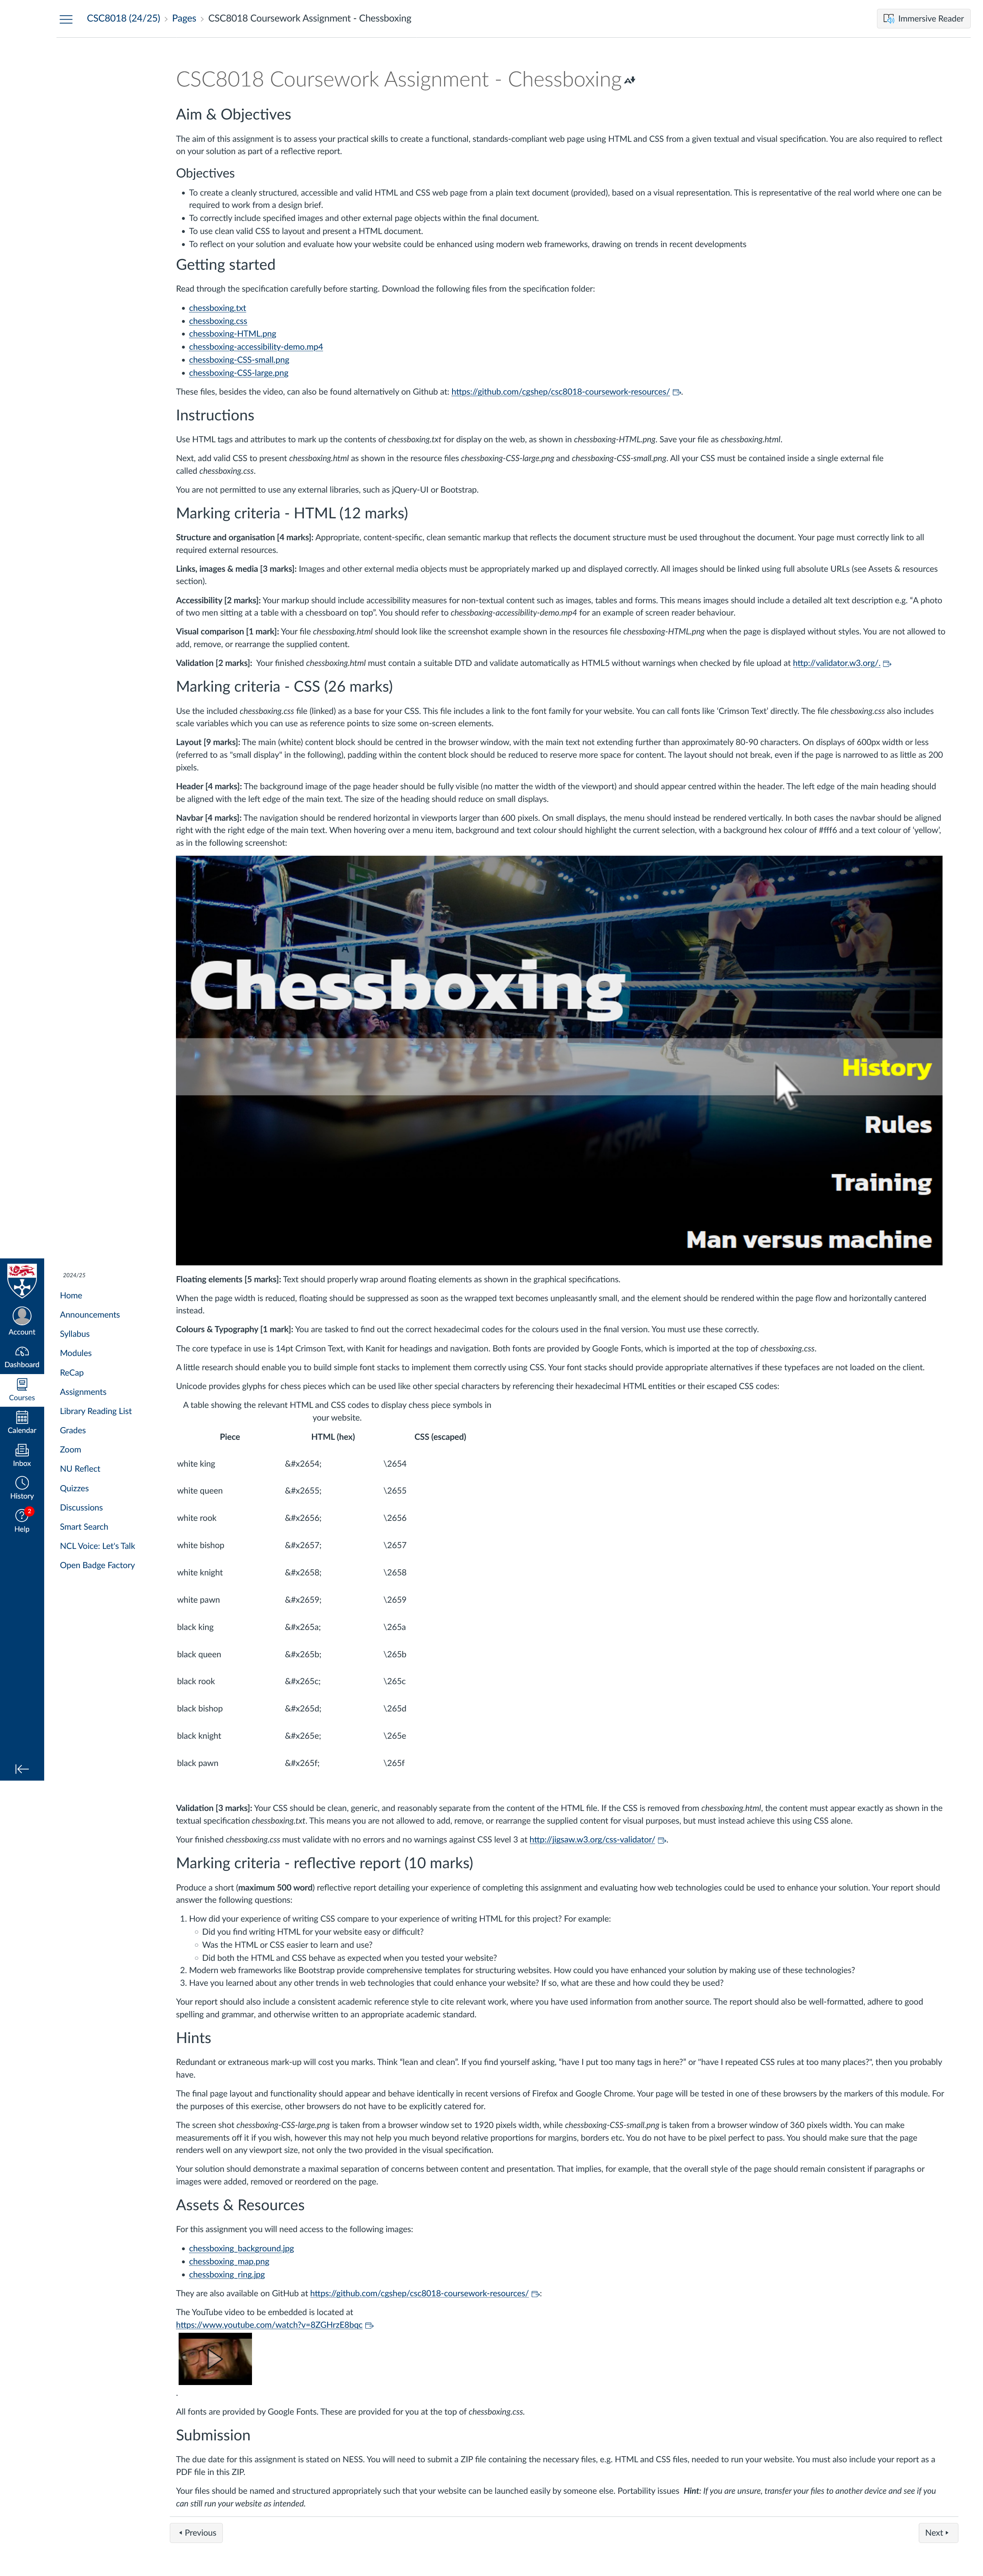 CSC8018 (24/25) › Pages › CSC8018 Coursework Assignment - Chessboxing
Immersive Reader
CSC8018 Coursework Assignment - Chessboxing
Aim & Objectives
The aim of this assignment is to assess your practical skills to create a functional, standards-compliant web page using HTML and CSS from a given textual and visual specification. You are also required to reflect
on your solution as part of a reflective report.
Objectives
• To create a cleanly structured, accessible and valid HTML and CSS web page from a plain text document (provided), based on a visual representation. This is representative of the real world where one can be
required to work from a design brief.
• To correctly include specified images and other external page objects within the final document.
• To use clean valid CSS to layout and present a HTML document.
• To reflect on your solution and evaluate how your website could be enhanced using modern web frameworks, drawing on trends in recent developments
Getting started
Read through the specification carefully before starting. Download the following files from the specification folder:
• chessboxing.txt
• chessboxing.css
• chessboxing-HTML.png
• chessboxing-accessibility-demo.mp4
• chessboxing-CSS-small.png
• chessboxing-CSS-large.png
These files, besides the video, can also be found alternatively on Github at: https://github.com/cgshep/csc8018-coursework-resources/.
Instructions
Use HTML tags and attributes to mark up the contents of chessboxing.txt for display on the web, as shown in chessboxing-HTML.png. Save your file as chessboxing.html.
Next, add valid CSS to present chessboxing.html as shown in the resource files chessboxing-CSS-large.png and chessboxing-CSS-small.png. All your CSS must be contained inside a single external file
called chessboxing.css.
You are not permitted to use any external libraries, such as jQuery-UI or Bootstrap.
Marking criteria - HTML (12 marks)
Structure and organisation [4 marks]: Appropriate, content-specific, clean semantic markup that reflects the document structure must be used throughout the document. Your page must correctly link to all
required external resources.
Links, images & media [3 marks]: Images and other external media objects must be appropriately marked up and displayed correctly. All images should be linked using full absolute URLs (see Assets & resources
section).
Accessibility [2 marks]: Your markup should include accessibility measures for non-textual content such as images, tables and forms. This means images should include a detailed alt text description e.g. "A photo
of two men sitting at a table with a chessboard on top". You should refer to chessboxing-accessibility-demo.mp4 for an example of screen reader behaviour.
Visual comparison [1 mark]: Your file chessboxing.html should look like the screenshot example shown in the resources file chessboxing-HTML.png when the page is displayed without styles. You are not allowed to
add, remove, or rearrange the supplied content.
Validation [2 marks]: Your finished chessboxing.html must contain a suitable DTD and validate automatically as HTML5 without warnings when checked by file upload at http://validator.w3.org/.
Marking criteria - CSS (26 marks)
Use the included chessboxing.css file (linked) as a base for your CSS. This file includes a link to the font family for your website. You can call fonts like 'Crimson Text' directly. The file chessboxing.css also includes
scale variables which you can use as reference points to size some on-screen elements.
Layout [9 marks]: The main (white) content block should be centred in the browser window, with the main text not extending further than approximately 80-90 characters. On displays of 600px width or less
(referred to as "small display" in the following), padding within the content block should be reduced to reserve more space for content. The layout should not break, even if the page is narrowed to as little as 200
pixels.
Header [4 marks]: The background image of the page header should be fully visible (no matter the width of the viewport) and should appear centred within the header. The left edge of the main heading should
be aligned with the left edge of the main text. The size of the heading should reduce on small displays.
Navbar [4 marks]: The navigation should be rendered horizontal in viewports larger than 600 pixels. On small displays, the menu should instead be rendered vertically. In both cases the navbar should be aligned
right with the right edge of the main text. When hovering over a menu item, background and text colour should highlight the current selection, with a background hex colour of #fff6 and a text colour of 'yellow',
as in the following screenshot:
Chessboxing
History
Rules
Training
Man versus machine
Floating elements [5 marks]: Text should properly wrap around floating elements as shown in the graphical specifications.
When the page width is reduced, floating should be suppressed as soon as the wrapped text becomes unpleasantly small, and the element should be rendered within the page flow and horizontally cantered
instead.
Colours & Typography [1 mark]: You are tasked to find out the correct hexadecimal codes for the colours used in the final version. You must use these correctly.
The core typeface in use is 14pt Crimson Text, with Kanit for headings and navigation. Both fonts are provided by Google Fonts, which is imported at the top of chessboxing.css.
A little research should enable you to build simple font stacks to implement them correctly using CSS. Your font stacks should provide appropriate alternatives if these typefaces are not loaded on the client.
Unicode provides glyphs for chess pieces which can be used like other special characters by referencing their hexadecimal HTML entities or their escaped CSS codes:
A table showing the relevant HTML and CSS codes to display chess piece symbols in
your website.
Piece HTML (hex) CSS (escaped)
white king &#x2654; \2654
white queen &#x2655; \2655
white rook &#x2656; \2656
white bishop &#x2657; \2657
white knight &#x2658; \2658
white pawn &#x2659; \2659
black king &#x265a; \265a
black queen &#x265b; \265b
black rook &#x265c; \265c
black bishop &#x265d; \265d
black knight &#x265e; \265e
black pawn &#x265f; \265f
Validation [3 marks]: Your CSS should be clean, generic, and reasonably separate from the content of the HTML file. If the CSS is removed from chessboxing.html, the content must appear exactly as shown in the
textual specification chessboxing.txt. This means you are not allowed to add, remove, or rearrange the supplied content for visual purposes, but must instead achieve this using CSS alone.
Your finished chessboxing.css must validate with no errors and no warnings against CSS level 3 at http://jigsaw.w3.org/css-validator/.
Marking criteria - reflective report (10 marks)
Produce a short (maximum 500 word) reflective report detailing your experience of completing this assignment and evaluating how web technologies could be used to enhance your solution. Your report should
answer the following questions:
1. How did your experience of writing CSS compare to your experience of writing HTML for this project? For example:
◦ Did you find writing HTML for your website easy or difficult?
◦ Was the HTML or CSS easier to learn and use?
◦ Did both the HTML and CSS behave as expected when you tested your website?
2. Modern web frameworks like Bootstrap provide comprehensive templates for structuring websites. How could you have enhanced your solution by making use of these technologies?
3. Have you learned about any other trends in web technologies that could enhance your website? If so, what are these and how could they be used?
Your report should also include a consistent academic reference style to cite relevant work, where you have used information from another source. The report should also be well-formatted, adhere to good
spelling and grammar, and otherwise written to an appropriate academic standard.
Hints
Redundant or extraneous mark-up will cost you marks. Think "lean and clean". If you find yourself asking, "have I put too many tags in here?" or "have I repeated CSS rules at too many places?", then you probably
have.
The final page layout and functionality should appear and behave identically in recent versions of Firefox and Google Chrome. Your page will be tested in one of these browsers by the markers of this module. For
the purposes of this exercise, other browsers do not have to be explicitly catered for.
The screen shot chessboxing-CSS-large.png is taken from a browser window set to 1920 pixels width, while chessboxing-CSS-small.png is taken from a browser window of 360 pixels width. You can make
measurements off it if you wish, however this may not help you much beyond relative proportions for margins, borders etc. You do not have to be pixel perfect to pass. You should make sure that the page
renders well on any viewport size, not only the two provided in the visual specification.
Your solution should demonstrate a maximal separation of concerns between content and presentation. That implies, for example, that the overall style of the page should remain consistent if paragraphs or
images were added, removed or reordered on the page.
Assets & Resources
For this assignment you will need access to the following images:
• chessboxing_background.jpg
• chessboxing_map.png
• chessboxing_ring.jpg
They are also available on GitHub at https://github.com/cgshep/csc8018-coursework-resources/:
The YouTube video to be embedded is located at
https://www.youtube.com/watch?v=8ZGHrzE8bqc
.
All fonts are provided by Google Fonts. These are provided for you at the top of chessboxing.css.
Submission
The due date for this assignment is stated on NESS. You will need to submit a ZIP file containing the necessary files, e.g. HTML and CSS files, needed to run your website. You must also include your report as a
PDF file in this ZIP.
Your files should be named and structured appropriately such that your website can be launched easily by someone else. Portability issues Hint: If you are unsure, transfer your files to another device and see if you
can still run your website as intended.
Previous
Next
Account
Dashboard
Courses
Calendar
Inbox
History
2
Help
2024/25
Home
Announcements
Syllabus
Modules
ReCap
Assignments
Library Reading List
Grades
Zoom
NU Reflect
Quizzes
Discussions
Smart Search
NCL Voice: Let's Talk
Open Badge Factory